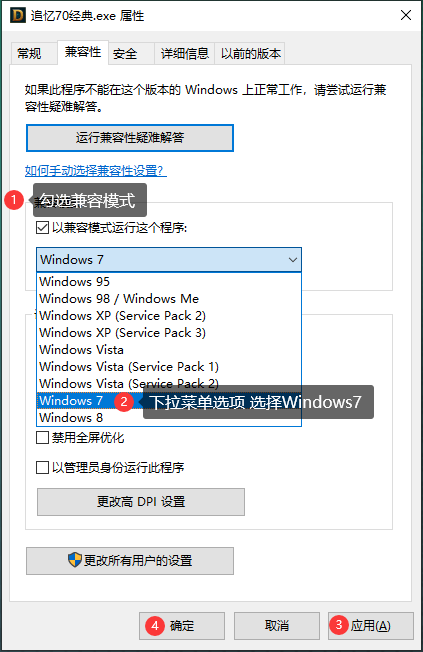 追忆70经典.exe 属性
常规 兼容性 安全 详细信息 以前的版本
如果此程序不能在这个版本的 Windows 上正常工作，请尝试运行兼
容性疑难解答。
运行兼容性疑难解答
如何手动选择兼容性设置?
1 勾选兼容模式
以兼容模式运行这个程序:
Windows 7
Windows 95
Windows 98 / Windows Me
Windows XP (Service Pack 2)
Windows XP (Service Pack 3)
Windows Vista
Windows Vista (Service Pack 1)
Windows Vista (Service Pack 2)
Windows 7 2 下拉菜单选项 选择Windows7
Windows 8
禁用全屏优化
以管理员身份运行此程序
更改高 DPI 设置
更改所有用户的设置
4 确定 取消 3 应用(A)